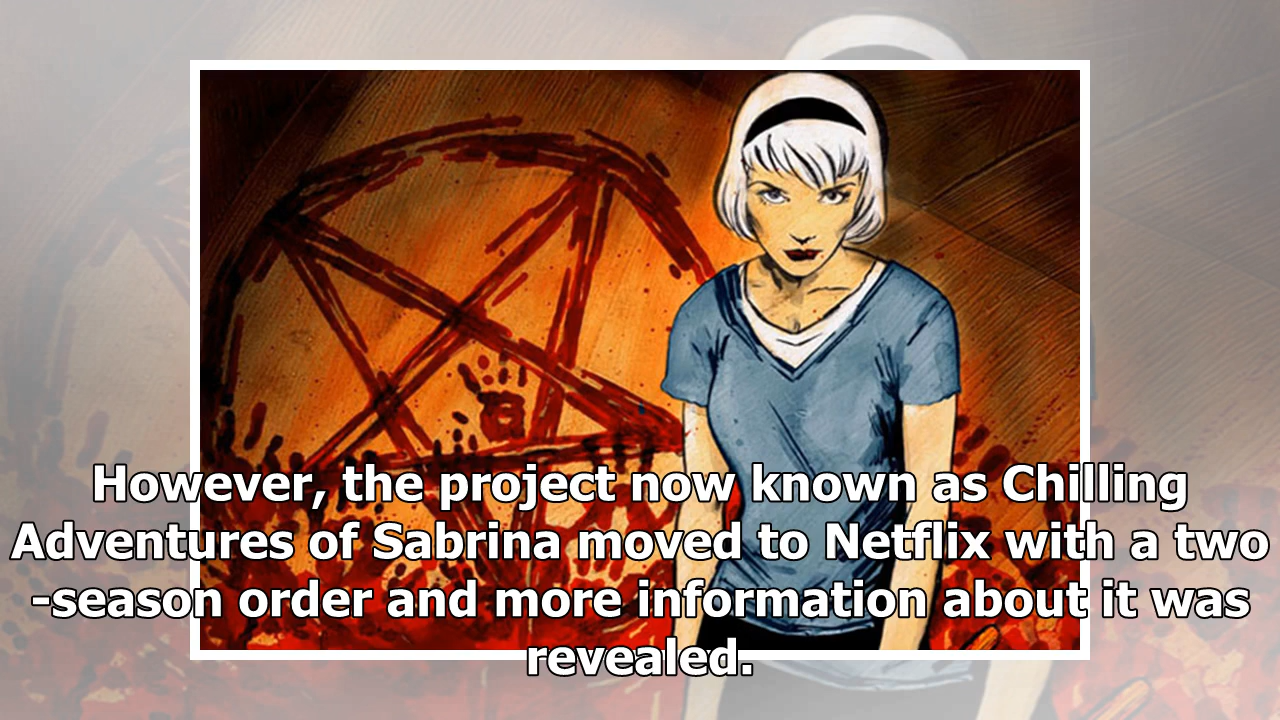 However, the project now known as Chilling
Adventures of Sabrina moved to Netflix with a two
-season order and more information about it was
revealed.